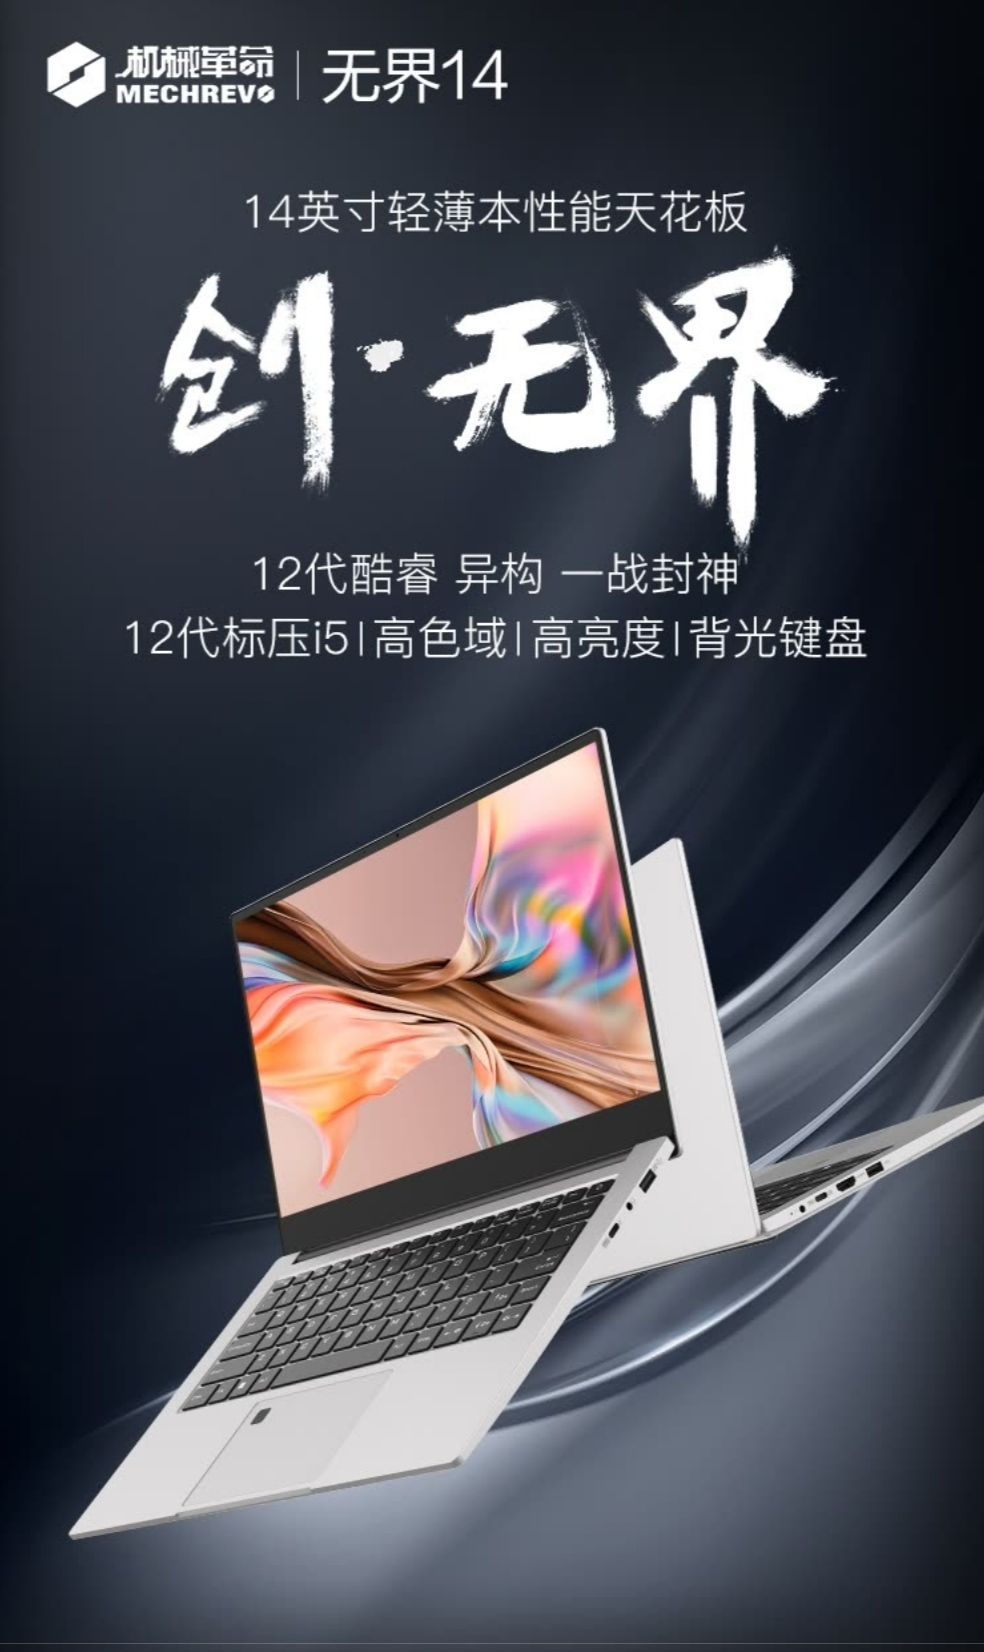 机械革命
MECHREVO
无界14
14英寸轻薄本性能天花板
创·无界
12代酷睿 异构 一战封神
12代标压i5|高色域|高亮度|背光键盘